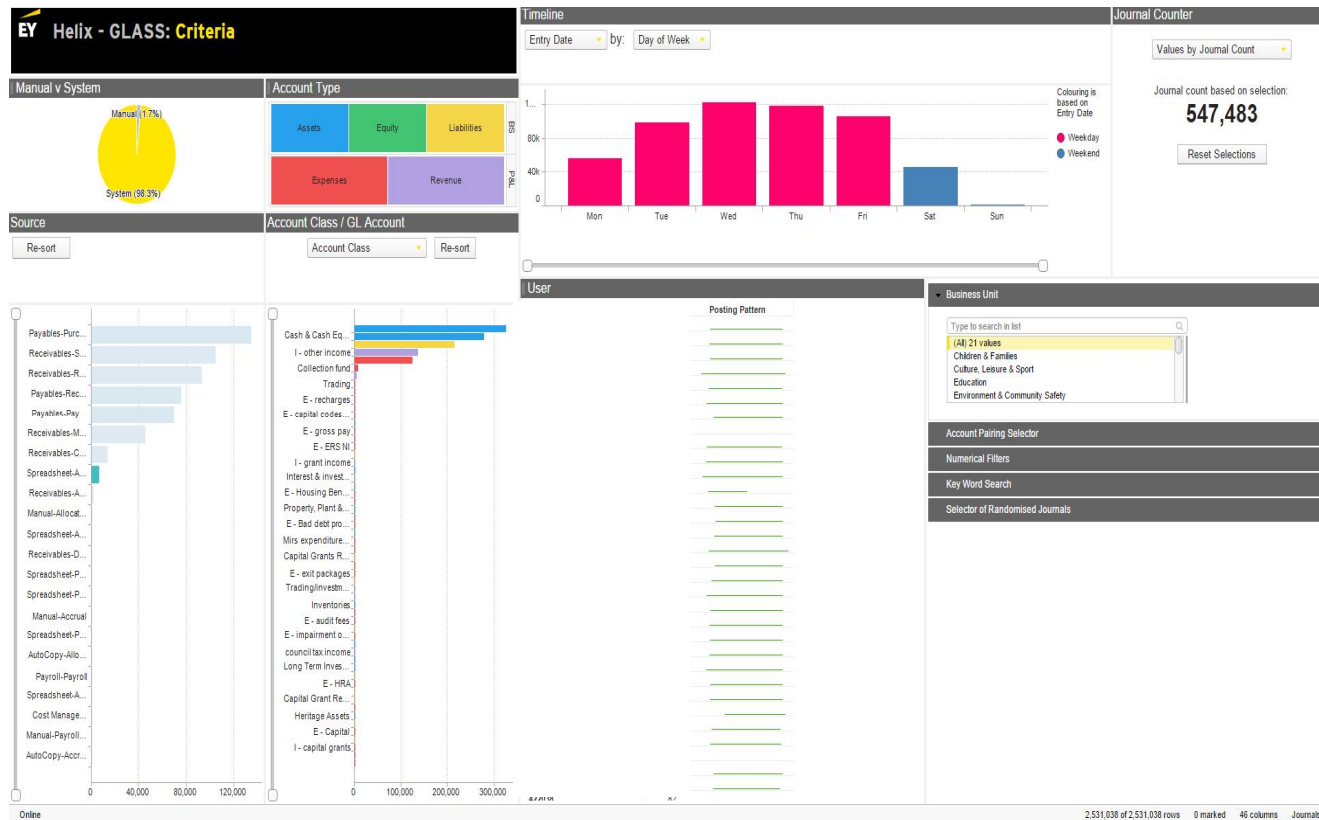 EY Helix - GLASS: Criteria
Manual v System
Manual (1.7%)
System (98.3%)
Account Type
Assets
Equity
Liabilities
BS
Expenses
Revenue
P&L
Timeline
Entry Date by: Day of Week
1...
80k
40k
0
Mon Tue Wed Thu Fri Sat Sun
Colouring is
based on
Entry Date
Weekday
Weekend
Journal Counter
Values by Journal Count
Journal count based on selection:
547,483
Reset Selections
Source
Re-sort
Payables-Purc...
Receivables-S...
Receivables-R...
Payables-Rec...
Payables-Pay
Receivables-M...
Receivables-C...
Spreadsheet-A...
Receivables-A...
Manual-Allocat...
Spreadsheet-A...
Receivables-D...
Spreadsheet-P...
Spreadsheet-P...
Manual-Accrual
Spreadsheet-P...
AutoCopy-Allo...
Payroll-Payroll
Spreadsheet-A...
Cost Manage...
Manual-Payroll...
AutoCopy-Accr...
0 40,000 80,000 120,000
Account Class / GL Account
Account Class Re-sort
Cash & Cash Eq...
I - other income
Collection fund
Trading
E - recharges
E - capital codes...
E - gross pay
E - ERS NI
I - grant income
Interest & invest...
E - Housing Ben...
Property, Plant &...
E - Bad debt pro...
Mirs expenditure...
Capital Grants R...
E - exit packages
Trading/investm...
Inventories
E - audit fees
E - impairment o...
council tax income
Long Term Inves...
E - HRA
Capital Grant Re...
Heritage Assets
E - Capital
I - capital grants
0 100,000 200,000 300,000
User
Posting Pattern
Business Unit
Type to search in list
(All) 21 values
Children & Families
Culture, Leisure & Sport
Education
Environment & Community Safety
Account Pairing Selector
Numerical Filters
Key Word Search
Selector of Randomised Journals
Online
2,531,038 of 2,531,038 rows 0 marked 46 columns Journals